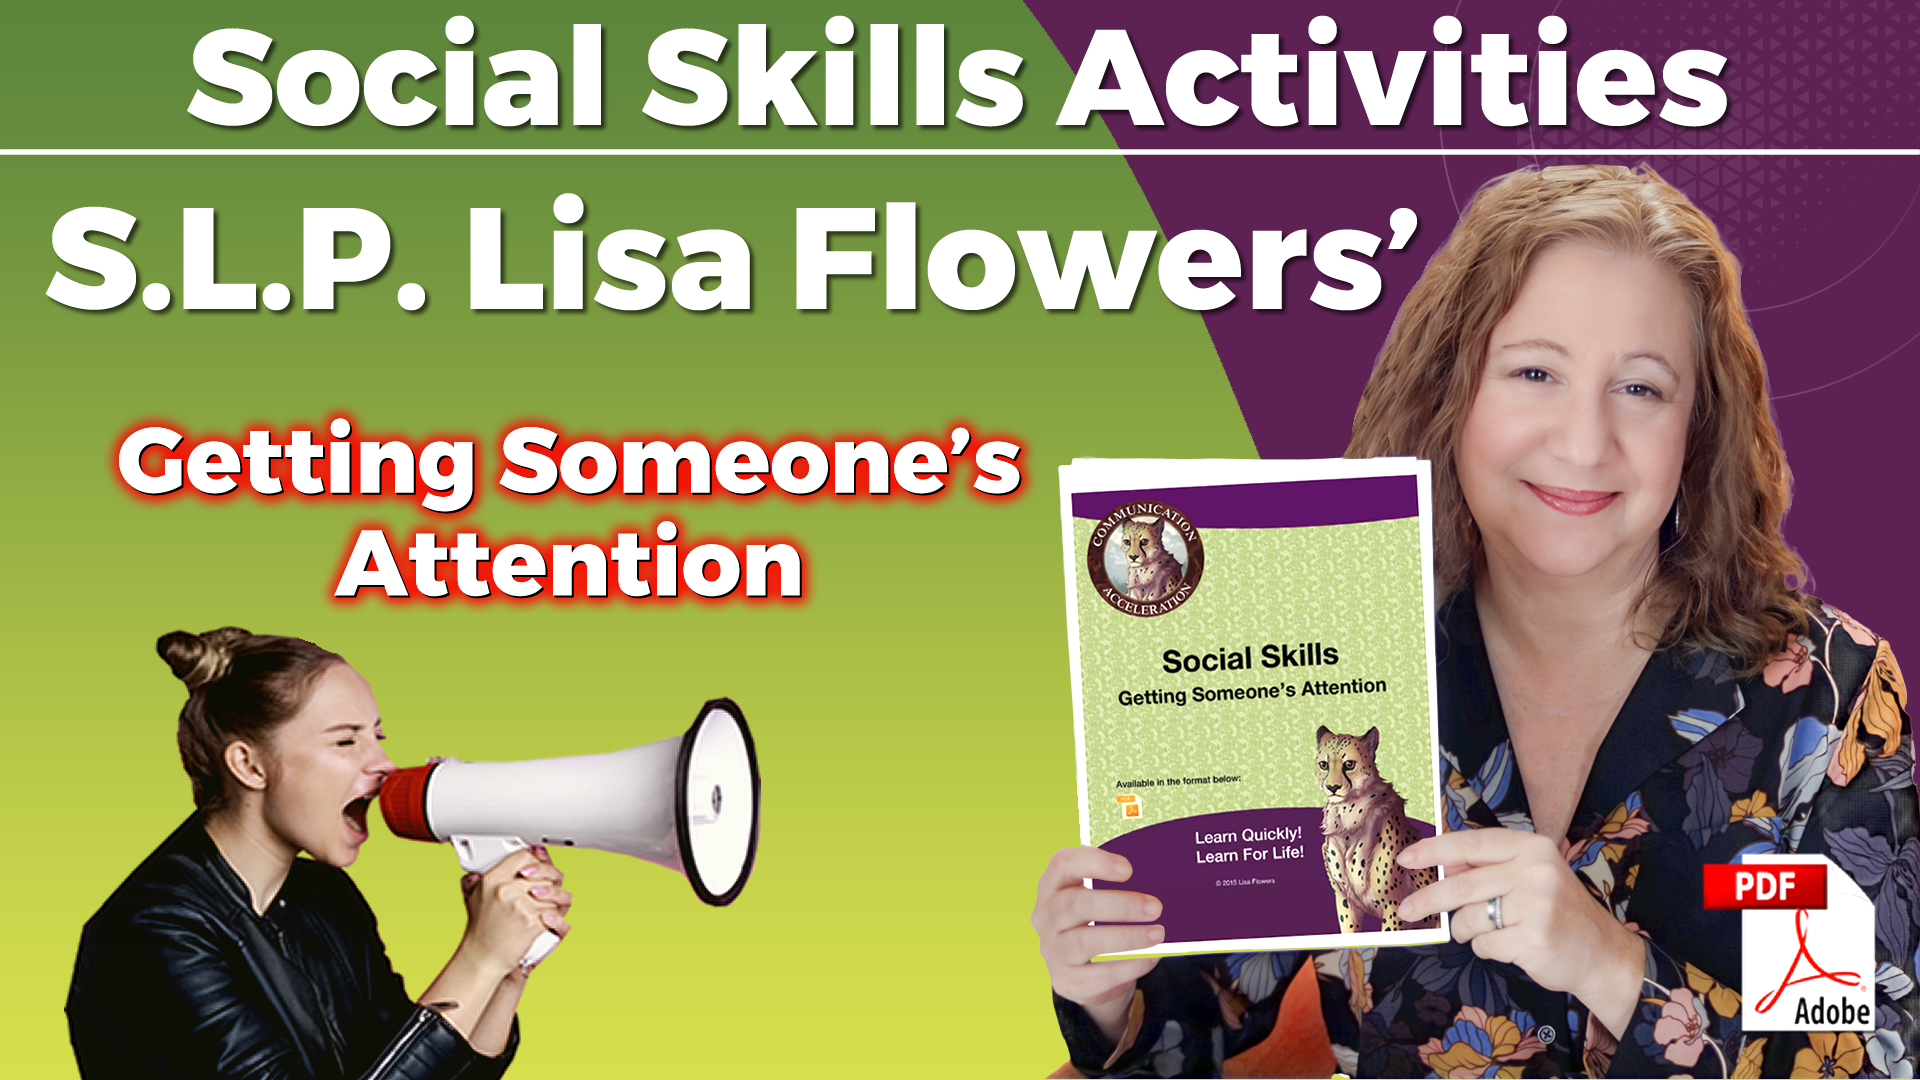 Social Skills Activities
S.L.P. Lisa Flowers’
Getting Someone’s
Attention
COMMUNICATION
ACCELERATION
Social Skills
Getting Someone’s Attention
Available in the format below:
PDF
Learn Quickly!
Learn For Life!
© 2015 Lisa Flowers
PDF
Adobe